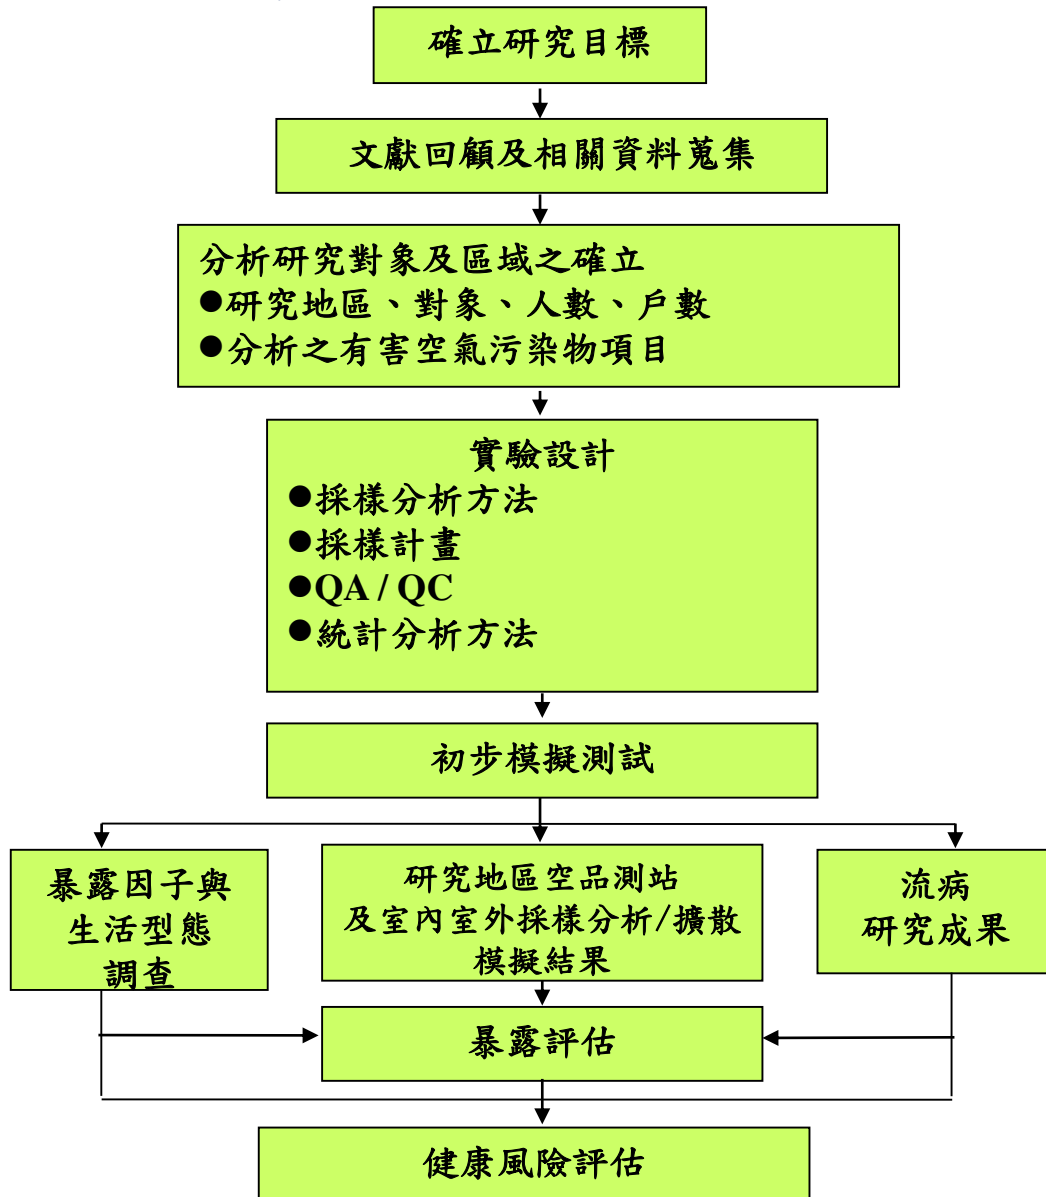 確立研究目標
文獻回顧及相關資料蒐集
分析研究對象及區域之確立
●研究地區、對象、人數、戶數
●分析之有害空氣污染物項目
實驗設計
●採樣分析方法
●採樣計畫
●QA / QC
●統計分析方法
初步模擬測試
暴露因子與
生活型態
調查
研究地區空品測站
及室內室外採樣分析/擴散
模擬結果
流病
研究成果
暴露評估
健康風險評估